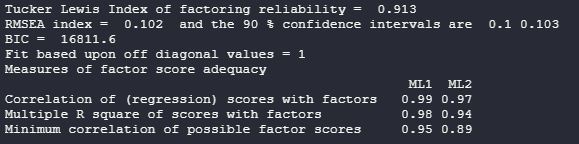 Tucker Lewis Index of factoring reliability =  0.913
RMSEA index =  0.102  and the 90 % confidence intervals are  0.1 0.103
BIC =  16811.6
Fit based upon off diagonal values = 1
Measures of factor score adequacy
ML1  ML2
Correlation of (regression) scores with factors   0.99 0.97
Multiple R square of scores with factors   0.98 0.94
Minimum correlation of possible factor scores   0.95 0.89